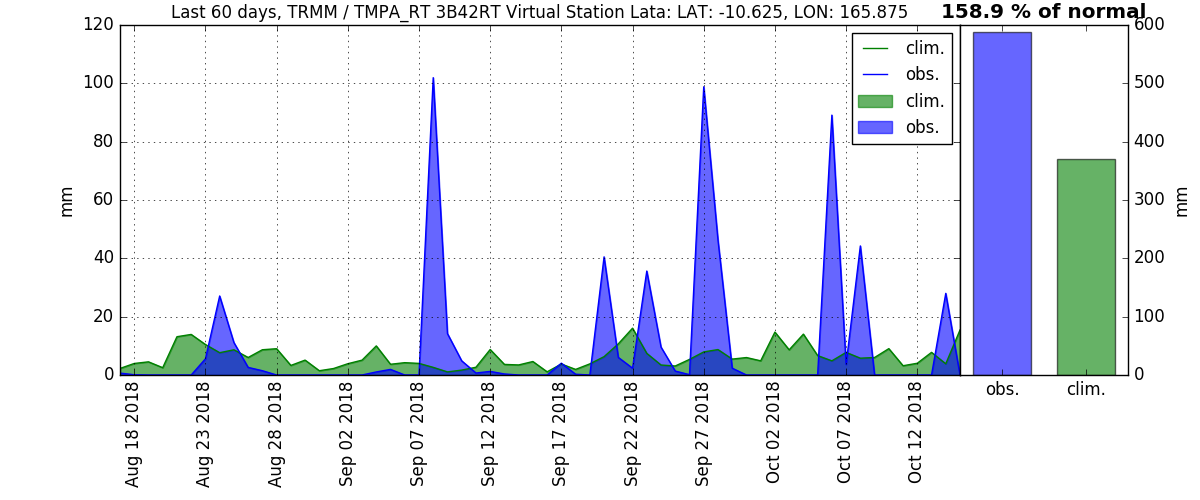 Last 60 days, TRMM / TMPA_RT 3B42RT Virtual Station Lata: LAT: -10.625, LON: 165.875
158.9 % of normal
120
100
80
60
40
20
0
mm
clim.
obs.
clim.
obs.
600
500
400
300
200
100
0
mm
Aug 18 2018
Aug 23 2018
Aug 28 2018
Sep 02 2018
Sep 07 2018
Sep 12 2018
Sep 17 2018
Sep 22 2018
Sep 27 2018
Oct 02 2018
Oct 07 2018
Oct 12 2018
obs.
clim.